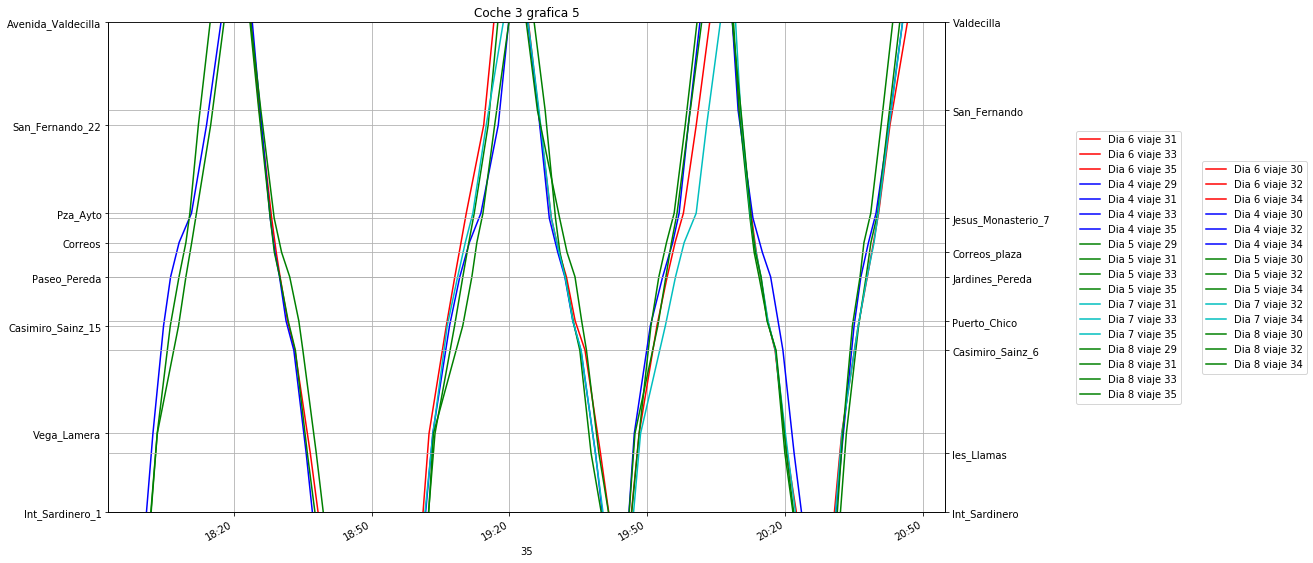 Coche 3 grafica 5
Avenida_Valdecilla
San_Fernando_22
Pza_Ayto
Correos
Paseo_Pereda
Casimiro_Sainz_15
Vega_Lamera
Int_Sardinero_1
Valdecilla
San_Fernando
Jesus_Monasterio_7
Correos_plaza
Jardines_Pereda
Puerto_Chico
Casimiro_Sainz_6
Ies_Llamas
Int_Sardinero
18:20
18:50
19:20
19:50
20:20
20:50
35
Dia 6 viaje 31
Dia 6 viaje 33
Dia 6 viaje 35
Dia 4 viaje 29
Dia 4 viaje 31
Dia 4 viaje 33
Dia 4 viaje 35
Dia 5 viaje 29
Dia 5 viaje 31
Dia 5 viaje 33
Dia 5 viaje 35
Dia 7 viaje 31
Dia 7 viaje 33
Dia 7 viaje 35
Dia 8 viaje 29
Dia 8 viaje 31
Dia 8 viaje 33
Dia 8 viaje 35
Dia 6 viaje 30
Dia 6 viaje 32
Dia 6 viaje 34
Dia 4 viaje 30
Dia 4 viaje 32
Dia 4 viaje 34
Dia 5 viaje 30
Dia 5 viaje 32
Dia 5 viaje 34
Dia 7 viaje 32
Dia 7 viaje 34
Dia 8 viaje 30
Dia 8 viaje 32
Dia 8 viaje 34